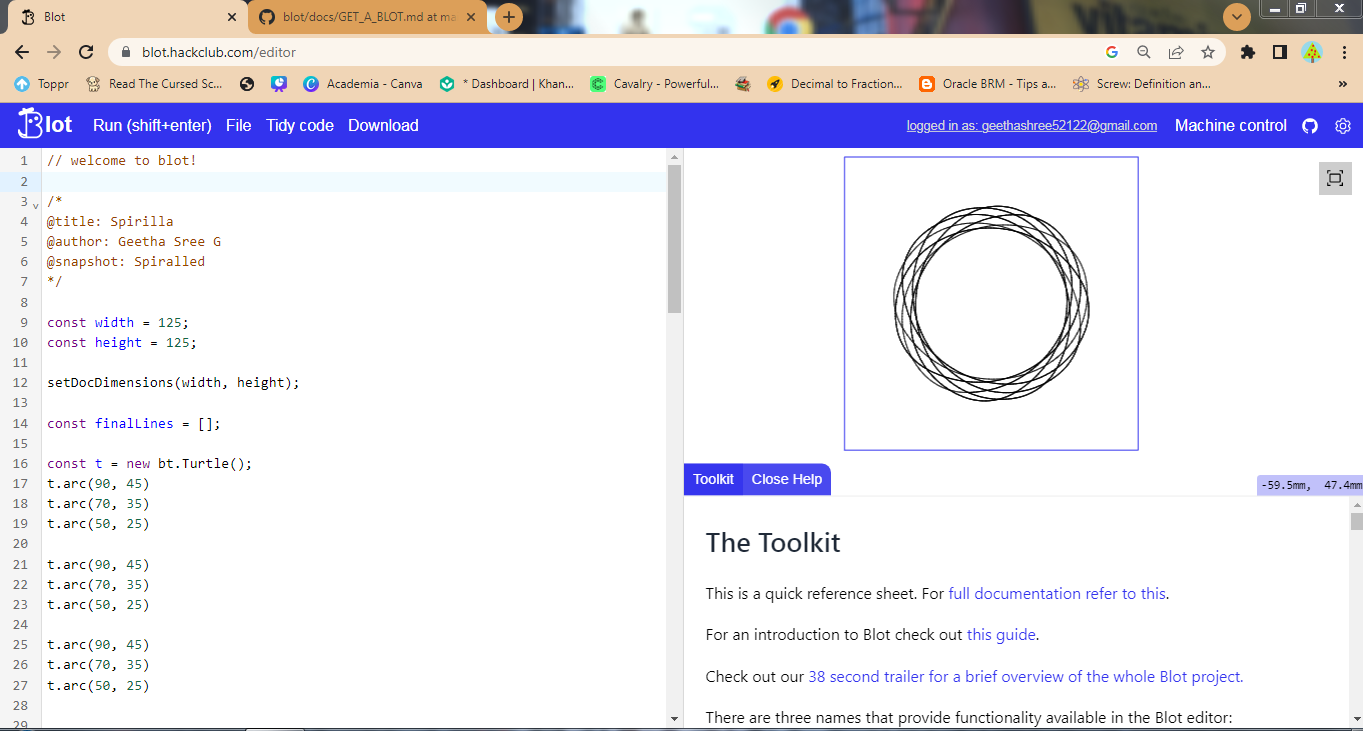 Blot
blot/docs/GET_A_BLOT.md at ma
blot.hackclub.com/editor
Toppr
Read The Cursed Sc...
Academia - Canva
* Dashboard | Khan...
Cavalry - Powerful...
Decimal to Fraction...
Oracle BRM - Tips a...
Screw: Definition an...
»
Blot
Run (shift+enter)
File
Tidy code
Download
logged in as: geethashree52122@gmail.com
Machine control
1 // welcome to blot!
2
3 /*
4 @title: Spirilla
5 @author: Geetha Sree G
6 @snapshot: Spiralled
7 */
8
9 const width = 125;
10 const height = 125;
11
12 setDocDimensions(width, height);
13
14 const finalLines = [];
15
16 const t = new bt.Turtle();
17 t.arc(90, 45)
18 t.arc(70, 35)
19 t.arc(50, 25)
20
21 t.arc(90, 45)
22 t.arc(70, 35)
23 t.arc(50, 25)
24
25 t.arc(90, 45)
26 t.arc(70, 35)
27 t.arc(50, 25)
28
29
Toolkit
Close Help
-59.5mm, 47.4mm
The Toolkit
This is a quick reference sheet. For full documentation refer to this.
For an introduction to Blot check out this guide.
Check out our 38 second trailer for a brief overview of the whole Blot project.
There are three names that provide functionality available in the Blot editor: